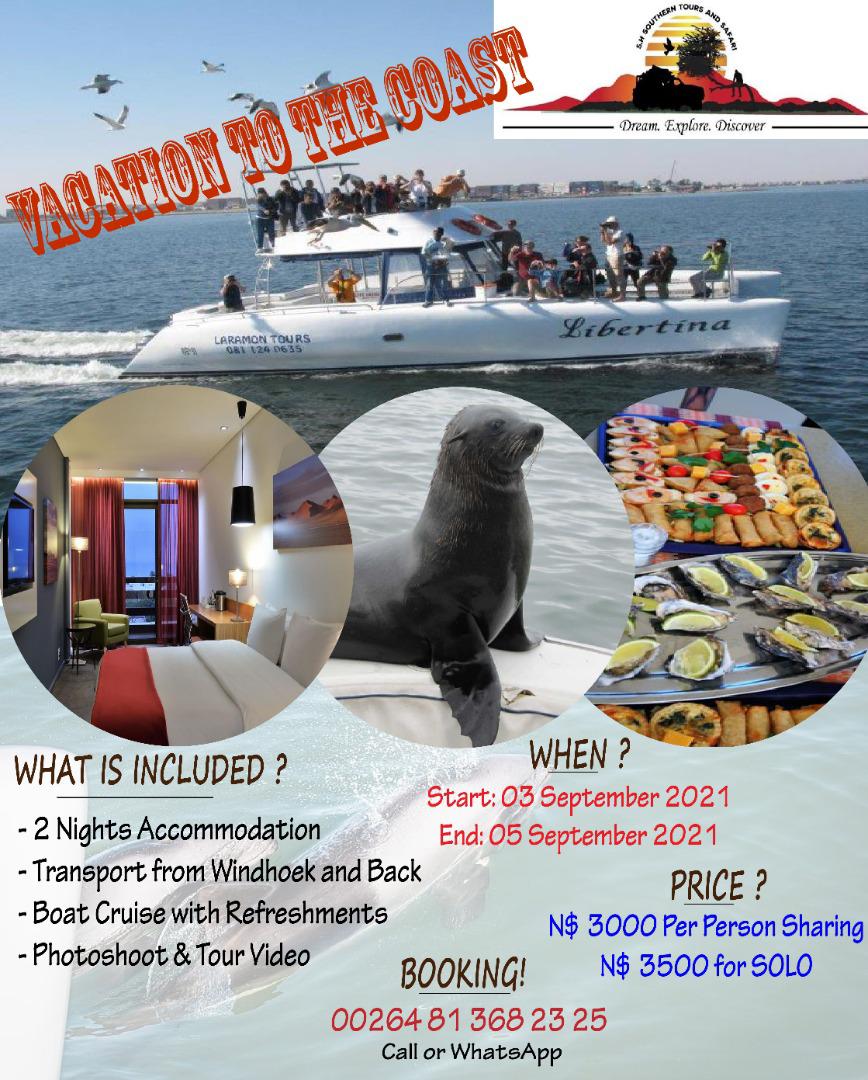 S.H SOUTHERN TOURS AND SAFARI
Dream. Explore. Discover
VACATION TO THE COAST
LARAMON TOURS
081 124 0635
Libertina
WHAT IS INCLUDED ?
- 2 Nights Accommodation
- Transport from Windhoek and Back
- Boat Cruise with Refreshments
- Photoshoot & Tour Video
WHEN ?
Start: 03 September 2021
End: 05 September 2021
PRICE ?
N$ 3000 Per Person Sharing
N$ 3500 for SOLO
BOOKING!
00264 81 368 23 25
Call or WhatsApp